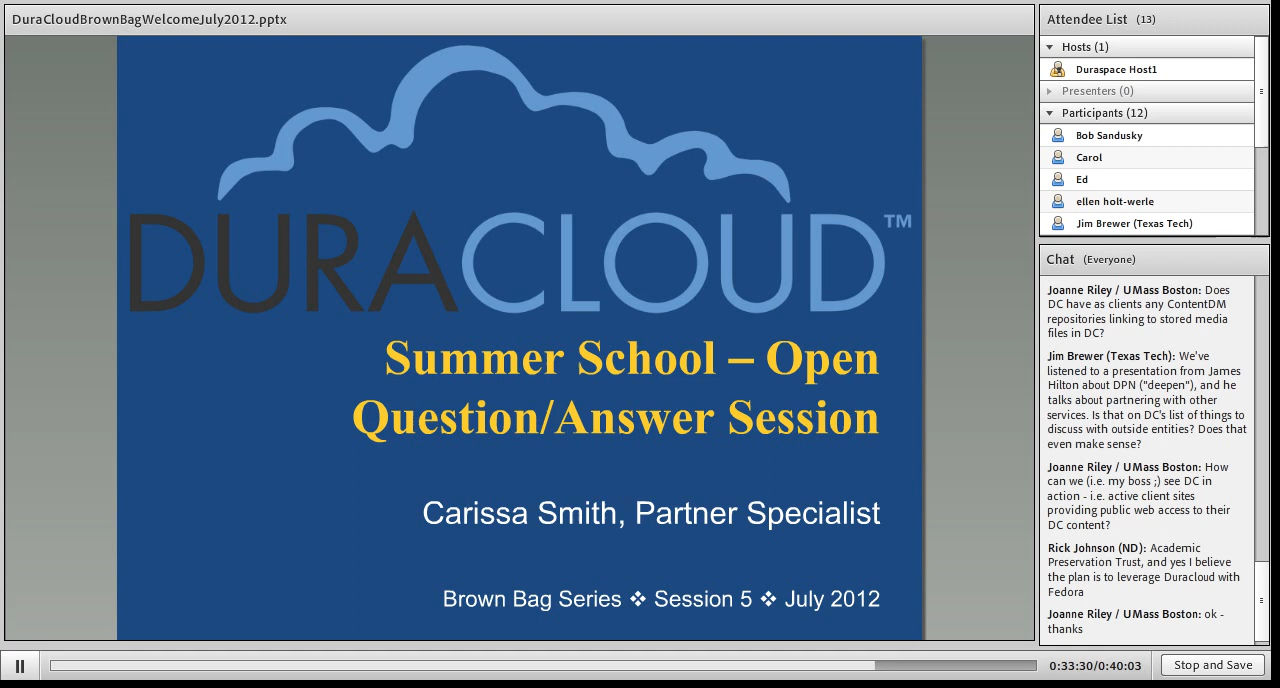 DuraCloudBrownBagWelcomeJuly2012.pptx
DURACLOUD™
Summer School – Open
Question/Answer Session
Carissa Smith, Partner Specialist
Brown Bag Series ❖ Session 5 ❖ July 2012
Attendee List (13)
Hosts (1)
Duraspace Host1
Presenters (0)
Participants (12)
Bob Sandusky
Carol
Ed
ellen holt-werle
Jim Brewer (Texas Tech)
Chat (Everyone)
Joanne Riley / UMass Boston: Does
DC have as clients any ContentDM
repositories linking to stored media
files in DC?
Jim Brewer (Texas Tech): We've
listened to a presentation from James
Hilton about DPN ("deepen"), and he
talks about partnering with other
services. Is that on DC's list of things to
discuss with outside entities? Does that
even make sense?
Joanne Riley / UMass Boston: How
can we (i.e. my boss ;) see DC in
action - i.e. active client sites
providing public web access to their
DC content?
Rick Johnson (ND): Academic
Preservation Trust, and yes I believe
the plan is to leverage Duracloud with
Fedora
Joanne Riley / UMass Boston: ok -
thanks
0:33:30/0:40:03
Stop and Save